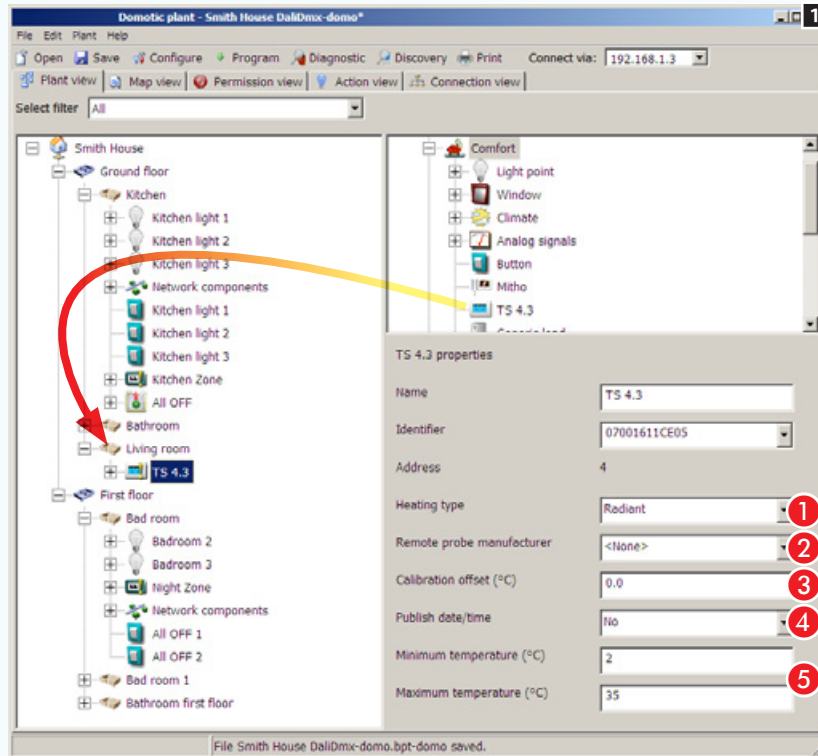 Domotic plant - Smith House DaliDmx-domo*
1
File Edit Plant Help
Open Save Configure Program Diagnostic Discovery Print Connect via: 192.168.1.3
Plant view Map view Permission view Action view Connection view
Select filter All
Smith House
Ground floor
Kitchen
Kitchen light 1
Kitchen light 2
Kitchen light 3
Network components
Kitchen light 1
Kitchen light 2
Kitchen light 3
Kitchen Zone
All OFF
Bathroom
Living room
TS 4.3
First floor
Bad room
Badroom 2
Badroom 3
Night Zone
Network components
All OFF 1
All OFF 2
Bad room 1
Bathroom first floor
Comfort
Light point
Window
Climate
Analog signals
Button
Mitho
TS 4.3
Generic load
TS 4.3 properties
Name TS 4.3
Identifier 07001611CE05
Address 4
Heating type Radiant 1
Remote probe manufacturer <None> 2
Calibration offset (°C) 0.0 3
Publish date/time No 4
Minimum temperature (°C) 2
5
Maximum temperature (°C) 35
File Smith House DaliDmx-domo.bpt-domo saved.